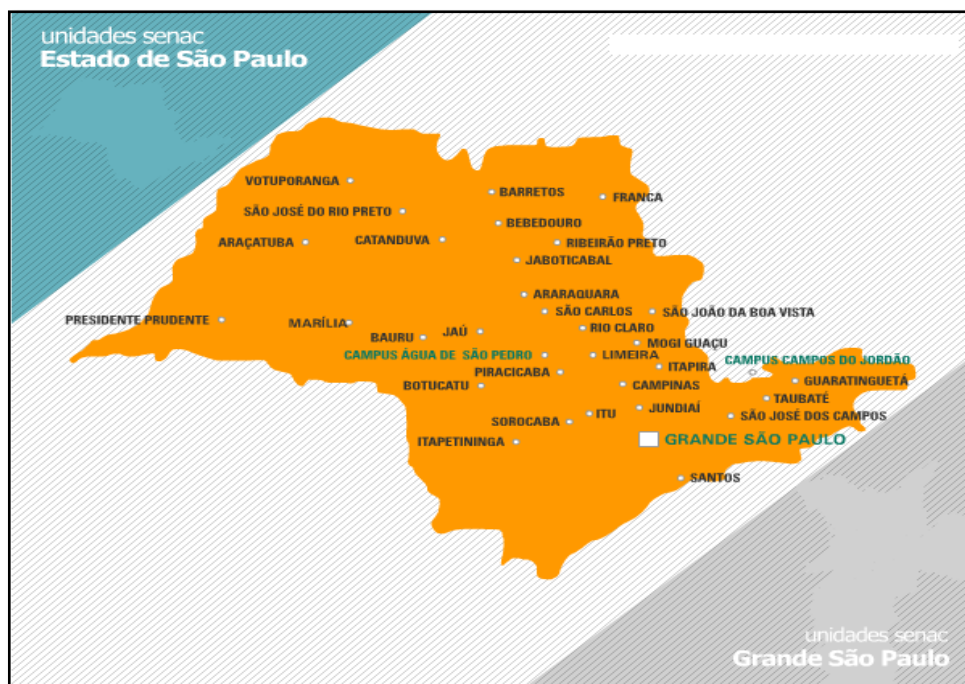 unidades senac
Estado de São Paulo
VOTUPORANGA
BARRETOS
FRANCA
SÃO JOSÉ DO RIO PRETO
BEBEDOURO
ARAÇATUBA
CATANDUVA
RIBEIRÃO PRETO
JABOTICABAL
ARARAQUARA
SÃO CARLOS
SÃO JOÃO DA BOA VISTA
PRESIDENTE PRUDENTE
MARÍLIA
JAÚ
RIO CLARO
BAURU
MOGI GUAÇU
CAMPUS ÁGUA DE SÃO PEDRO
LIMEIRA
CAMPUS CAMPOS DO JORDÃO
ITAPIRA
PIRACICABA
GUARATINGUETÁ
BOTUCATU
CAMPINAS
TAUBATÉ
ITU
JUNDIAÍ
SÃO JOSÉ DOS CAMPOS
SOROCABA
ITAPETININGA
GRANDE SÃO PAULO
SANTOS
unidades senac
Grande São Paulo